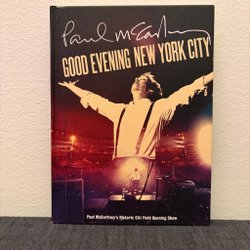 Paul McCartney
GOOD EVENING NEW YORK CITY
Paul McCartney's Historic Citi Field Opening Show